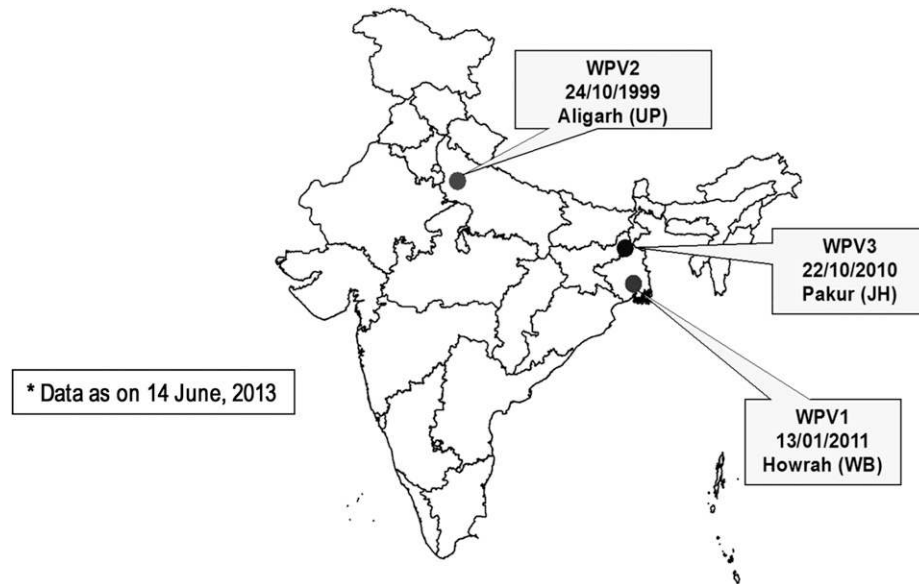 WPV2
24/10/1999
Aligarh (UP)
WPV3
22/10/2010
Pakur (JH)
* Data as on 14 June, 2013
WPV1
13/01/2011
Howrah (WB)